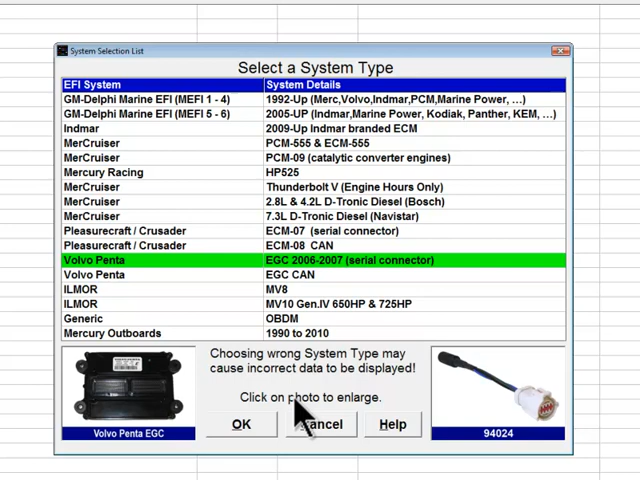 System Selection List
Select a System Type
EFI System System Details
GM-Delphi Marine EFI (MEFI 1 - 4) 1992-Up (Merc,Volvo,Indmar,PCM,Marine Power, ...)
GM-Delphi Marine EFI (MEFI 5 - 6) 2005-UP (Indmar,Marine Power, Kodiak, Panther, KEM, ...)
Indmar 2009-Up Indmar branded ECM
MerCruiser PCM-555 & ECM-555
MerCruiser PCM-09 (catalytic converter engines)
Mercury Racing HP525
MerCruiser Thunderbolt V (Engine Hours Only)
MerCruiser 2.8L & 4.2L D-Tronic Diesel (Bosch)
MerCruiser 7.3L D-Tronic Diesel (Navistar)
Pleasurecraft / Crusader ECM-07 (serial connector)
Pleasurecraft / Crusader ECM-08 CAN
Volvo Penta EGC 2006-2007 (serial connector)
Volvo Penta EGC CAN
ILMOR MV8
ILMOR MV10 Gen.IV 650HP & 725HP
Generic OBDM
Mercury Outboards 1990 to 2010
Choosing wrong System Type may
cause incorrect data to be displayed!
Click on photo to enlarge.
OK Cancel Help
Volvo Penta EGC 94024